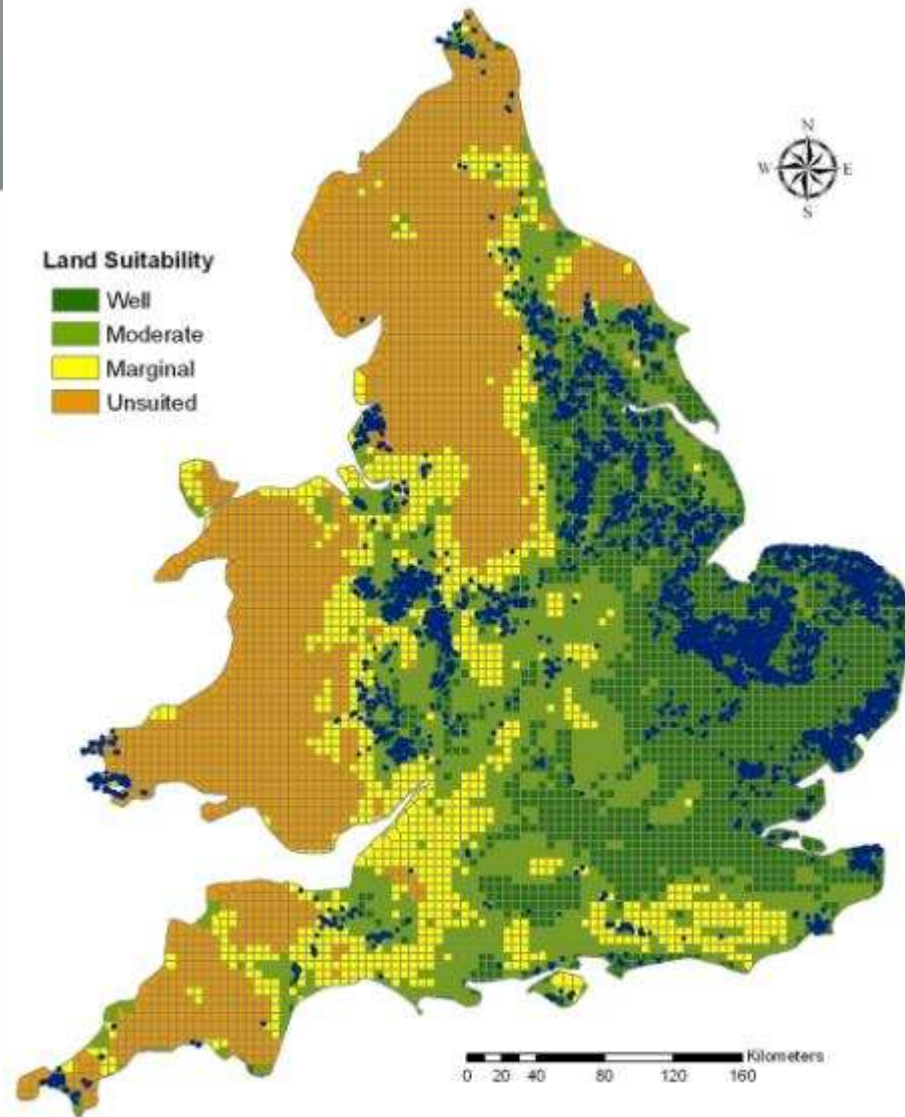 N
W E
S
Land Suitability
Well
Moderate
Marginal
Unsuited
Kilometers
0 20 40 80 120 160